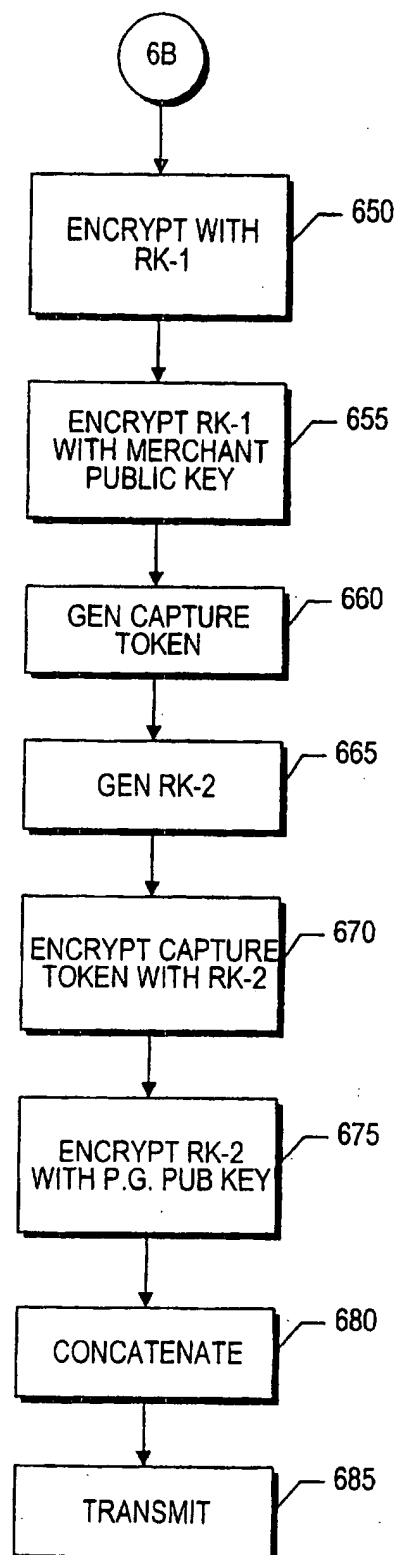 6B
ENCRYPT WITH
RK-1
650
ENCRYPT RK-1
WITH MERCHANT
PUBLIC KEY
655
GEN CAPTURE
TOKEN
660
GEN RK-2
665
ENCRYPT CAPTURE
TOKEN WITH RK-2
670
ENCRYPT RK-2
WITH P.G. PUB KEY
675
CONCATENATE
680
TRANSMIT
685